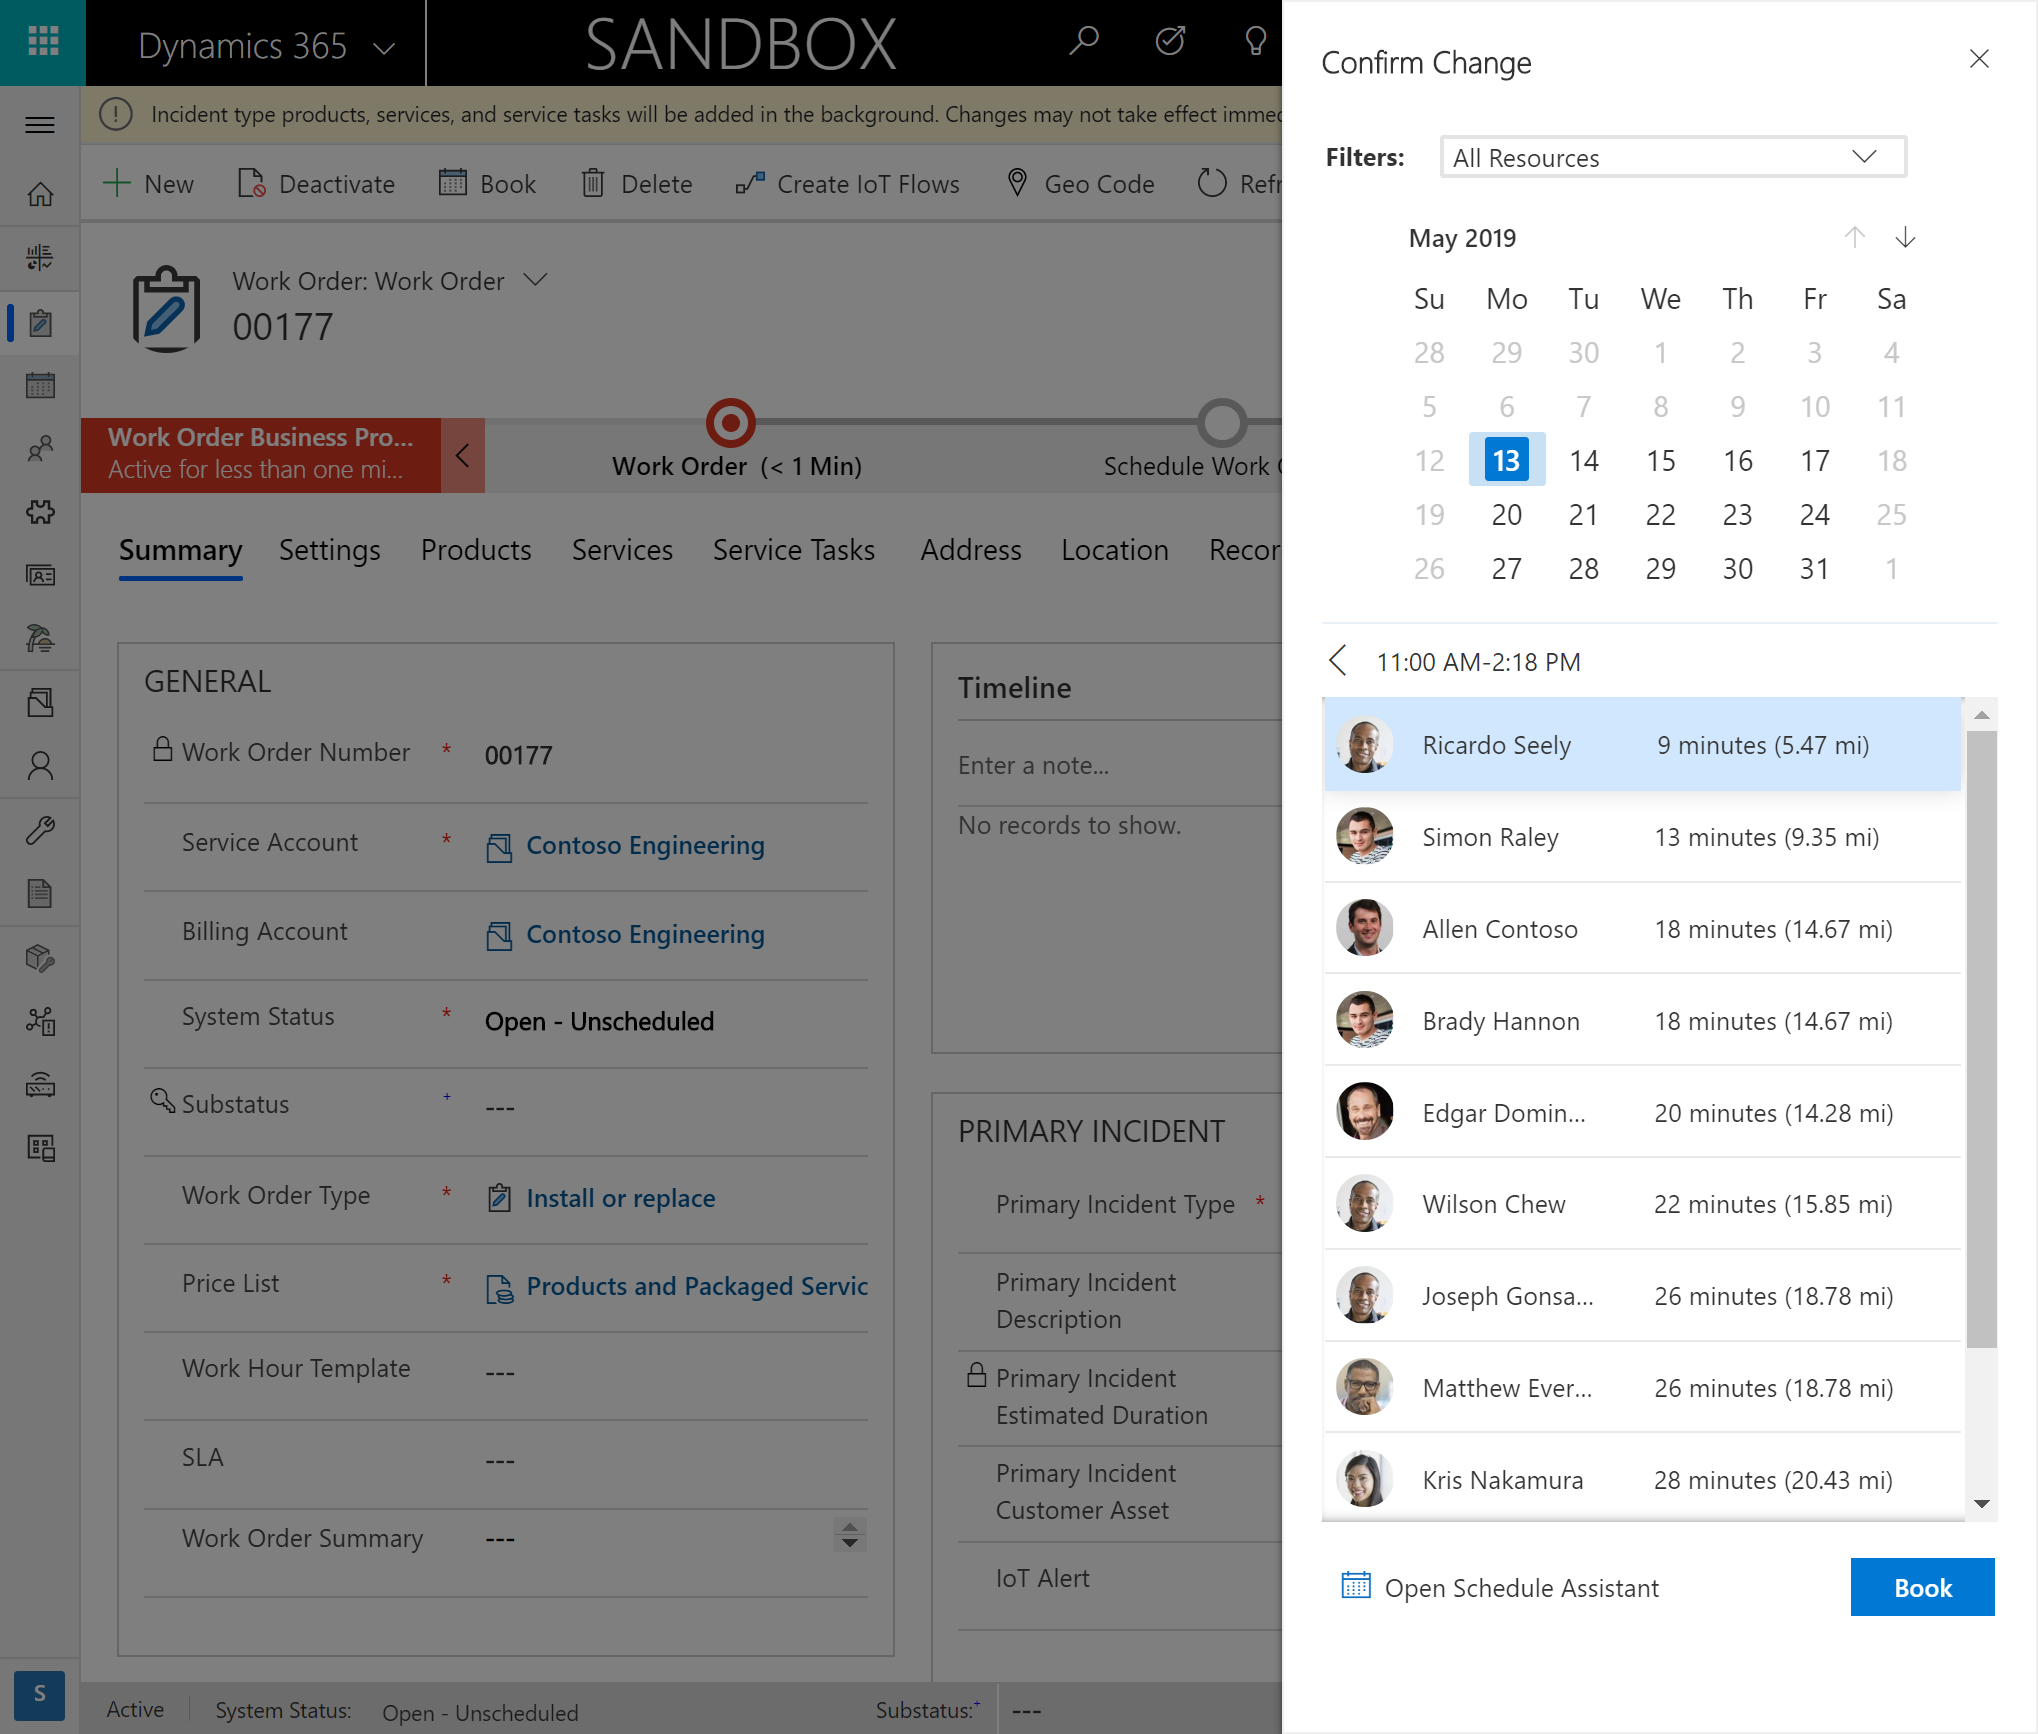 Dynamics 365
SANDBOX
Incident type products, services, and service tasks will be added in the background. Changes may not take effect
New
Deactivate
Book
Delete
Create IoT Flows
Geo Code
Work Order: Work Order
00177
Work Order Business Pro...
Active for less than one mi...
Work Order (< 1 Min)
Schedule Work
Summary
Settings
Products
Services
Service Tasks
Address
Location
GENERAL
Work Order Number * 00177
Service Account * Contoso Engineering
Billing Account Contoso Engineering
System Status * Open - Unscheduled
Substatus + ---
Work Order Type * Install or replace
Price List * Products and Packaged Servic
Work Hour Template ---
SLA ---
Work Order Summary ---
Timeline
Enter a note...
No records to show.
PRIMARY INCIDENT
Primary Incident Type *
Primary Incident
Description
Primary Incident
Estimated Duration
Primary Incident
Customer Asset
IoT Alert
S
Active
System Status: Open - Unscheduled
Substatus:+ ---
Confirm Change
Filters: All Resources
May 2019
Su Mo Tu We Th Fr Sa
28 29 30 1 2 3 4
5 6 7 8 9 10 11
12 13 14 15 16 17 18
19 20 21 22 23 24 25
26 27 28 29 30 31 1
11:00 AM-2:18 PM
Ricardo Seely 9 minutes (5.47 mi)
Simon Raley 13 minutes (9.35 mi)
Allen Contoso 18 minutes (14.67 mi)
Brady Hannon 18 minutes (14.67 mi)
Edgar Domin... 20 minutes (14.28 mi)
Wilson Chew 22 minutes (15.85 mi)
Joseph Gonsa... 26 minutes (18.78 mi)
Matthew Ever... 26 minutes (18.78 mi)
Kris Nakamura 28 minutes (20.43 mi)
Open Schedule Assistant
Book